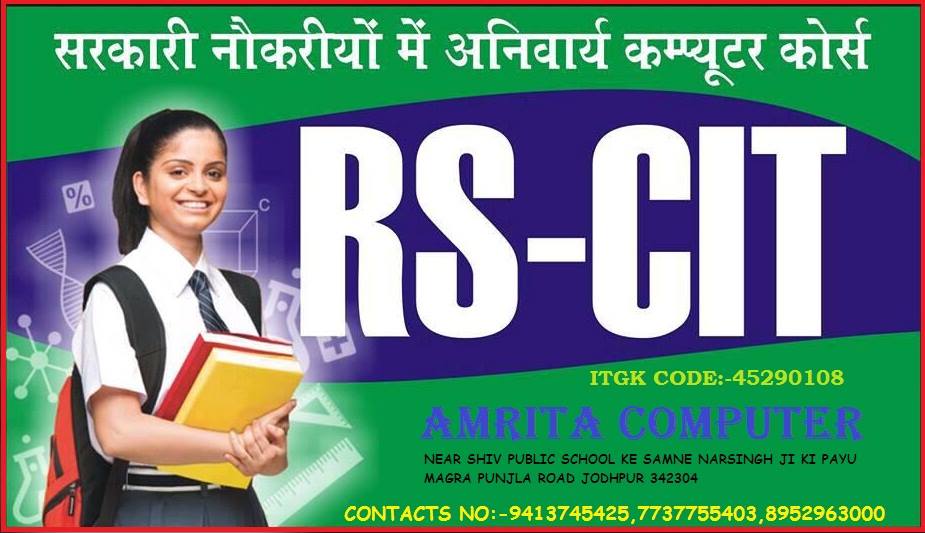 सरकारी नौकरीयों में अनिवार्य कम्प्यूटर कोर्स
RS-CIT
%
C
ITGK CODE:-45290108
AMRITA COMPUTER
NEAR SHIV PUBLIC SCHOOL KE SAMNE NARSINGH JI KI PAYU
MAGRA PUNJLA ROAD JODHPUR 342304
CONTACTS NO:-9413745425,7737755403,8952963000